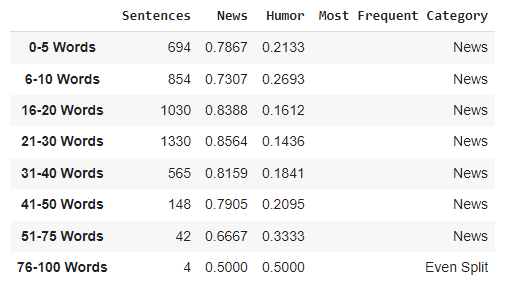 Sentences News Humor Most Frequent Category
0-5 Words 694 0.7867 0.2133 News
6-10 Words 854 0.7307 0.2693 News
16-20 Words 1030 0.8388 0.1612 News
21-30 Words 1330 0.8564 0.1436 News
31-40 Words 565 0.8159 0.1841 News
41-50 Words 148 0.7905 0.2095 News
51-75 Words 42 0.6667 0.3333 News
76-100 Words 4 0.5000 0.5000 Even Split